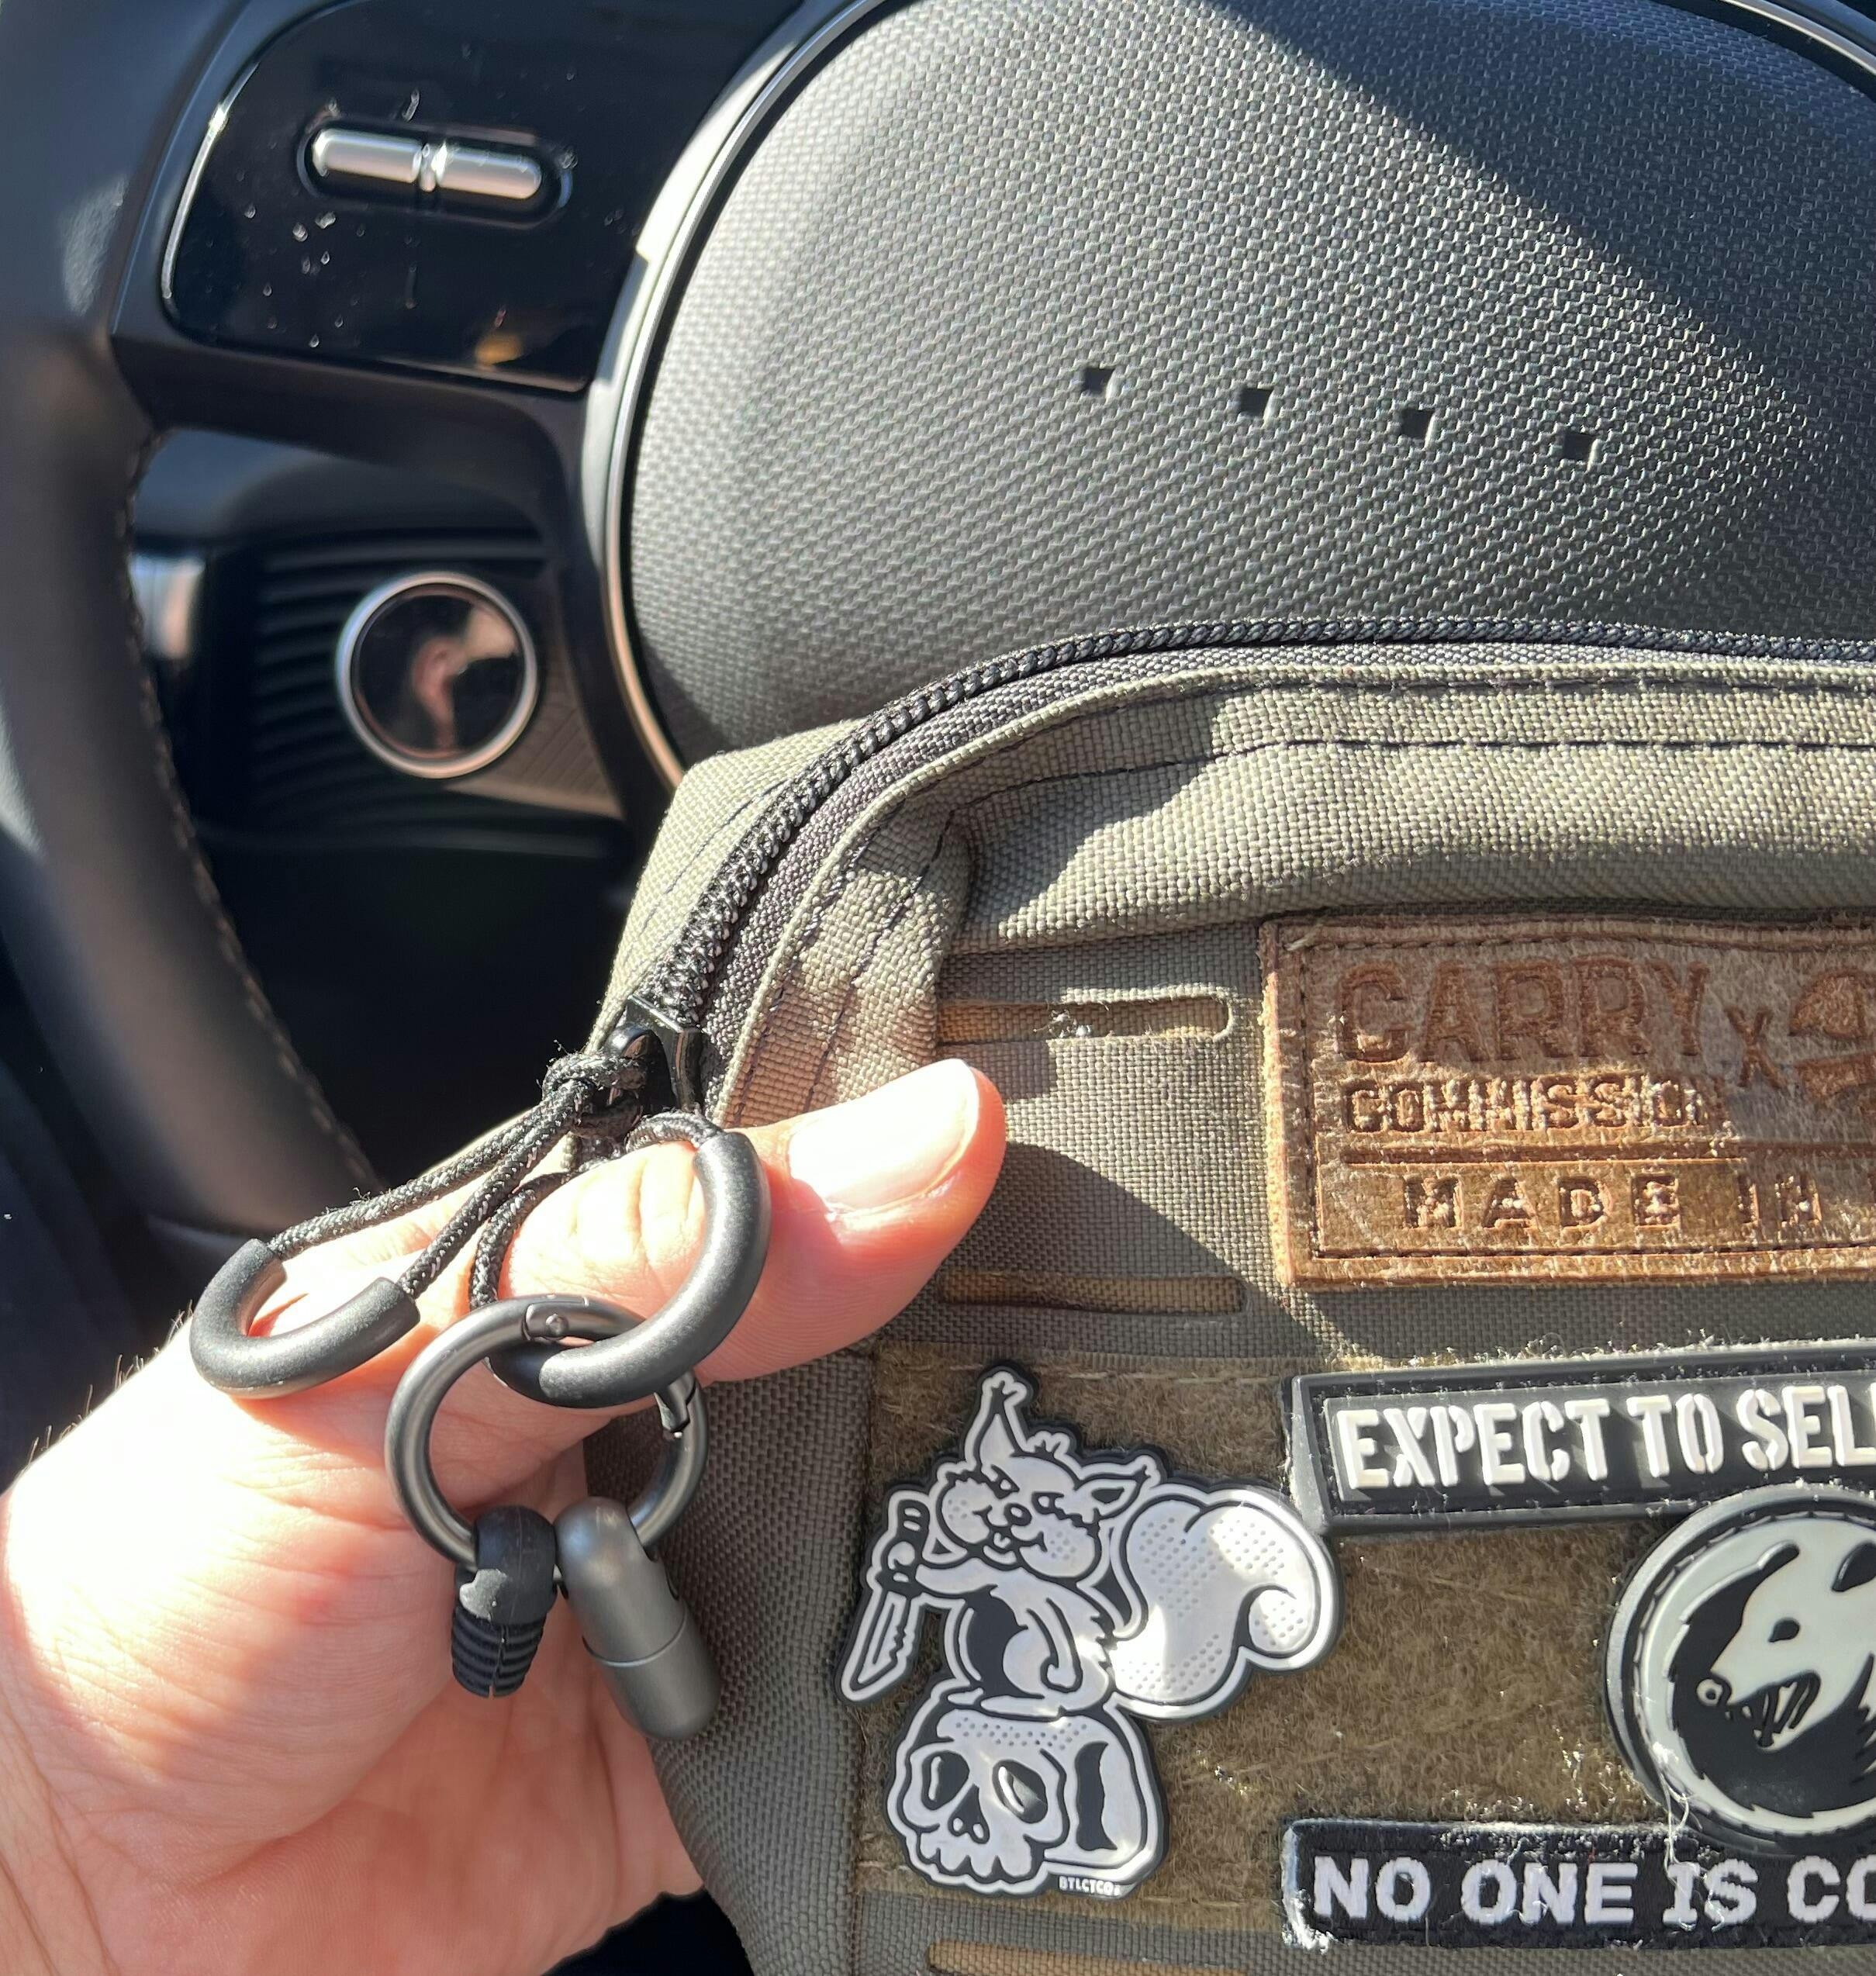 CARRY X
COMMISSION
MADE IN
EXPECT TO SEL
NO ONE IS CO
BTLCTCO